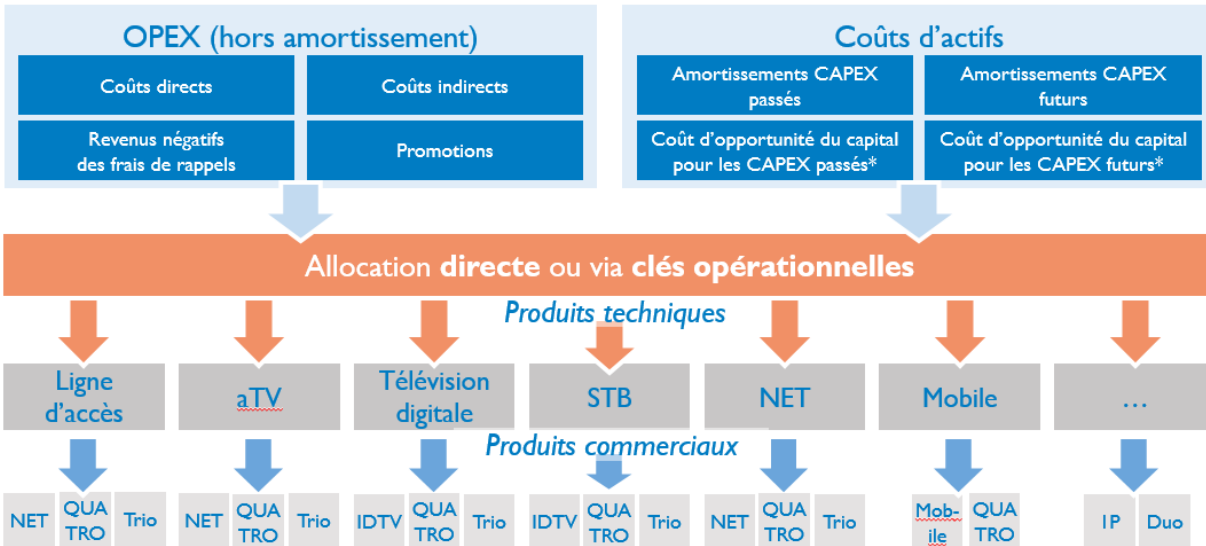 OPEX (hors amortissement)
Coûts directs
Coûts indirects
Revenus négatifs
des frais de rappels
Promotions
Coûts d'actifs
Amortissements CAPEX
passés
Amortissements CAPEX
futurs
Coût d'opportunité du capital
pour les CAPEX passés*
Coût d'opportunité du capital
pour les CAPEX futurs*
Allocation directe ou via clés opérationnelles
Produits techniques
Ligne
d'accès
aTV
Télévision
digitale
STB
NET
Mobile
...
Produits commerciaux
NET
QUA
TRO
Trio
NET
QUA
TRO
Trio
IDTV
QUA
TRO
Trio
IDTV
QUA
TRO
Trio
NET
QUA
TRO
Trio
Mob-
ile
QUA
TRO
1P
Duo